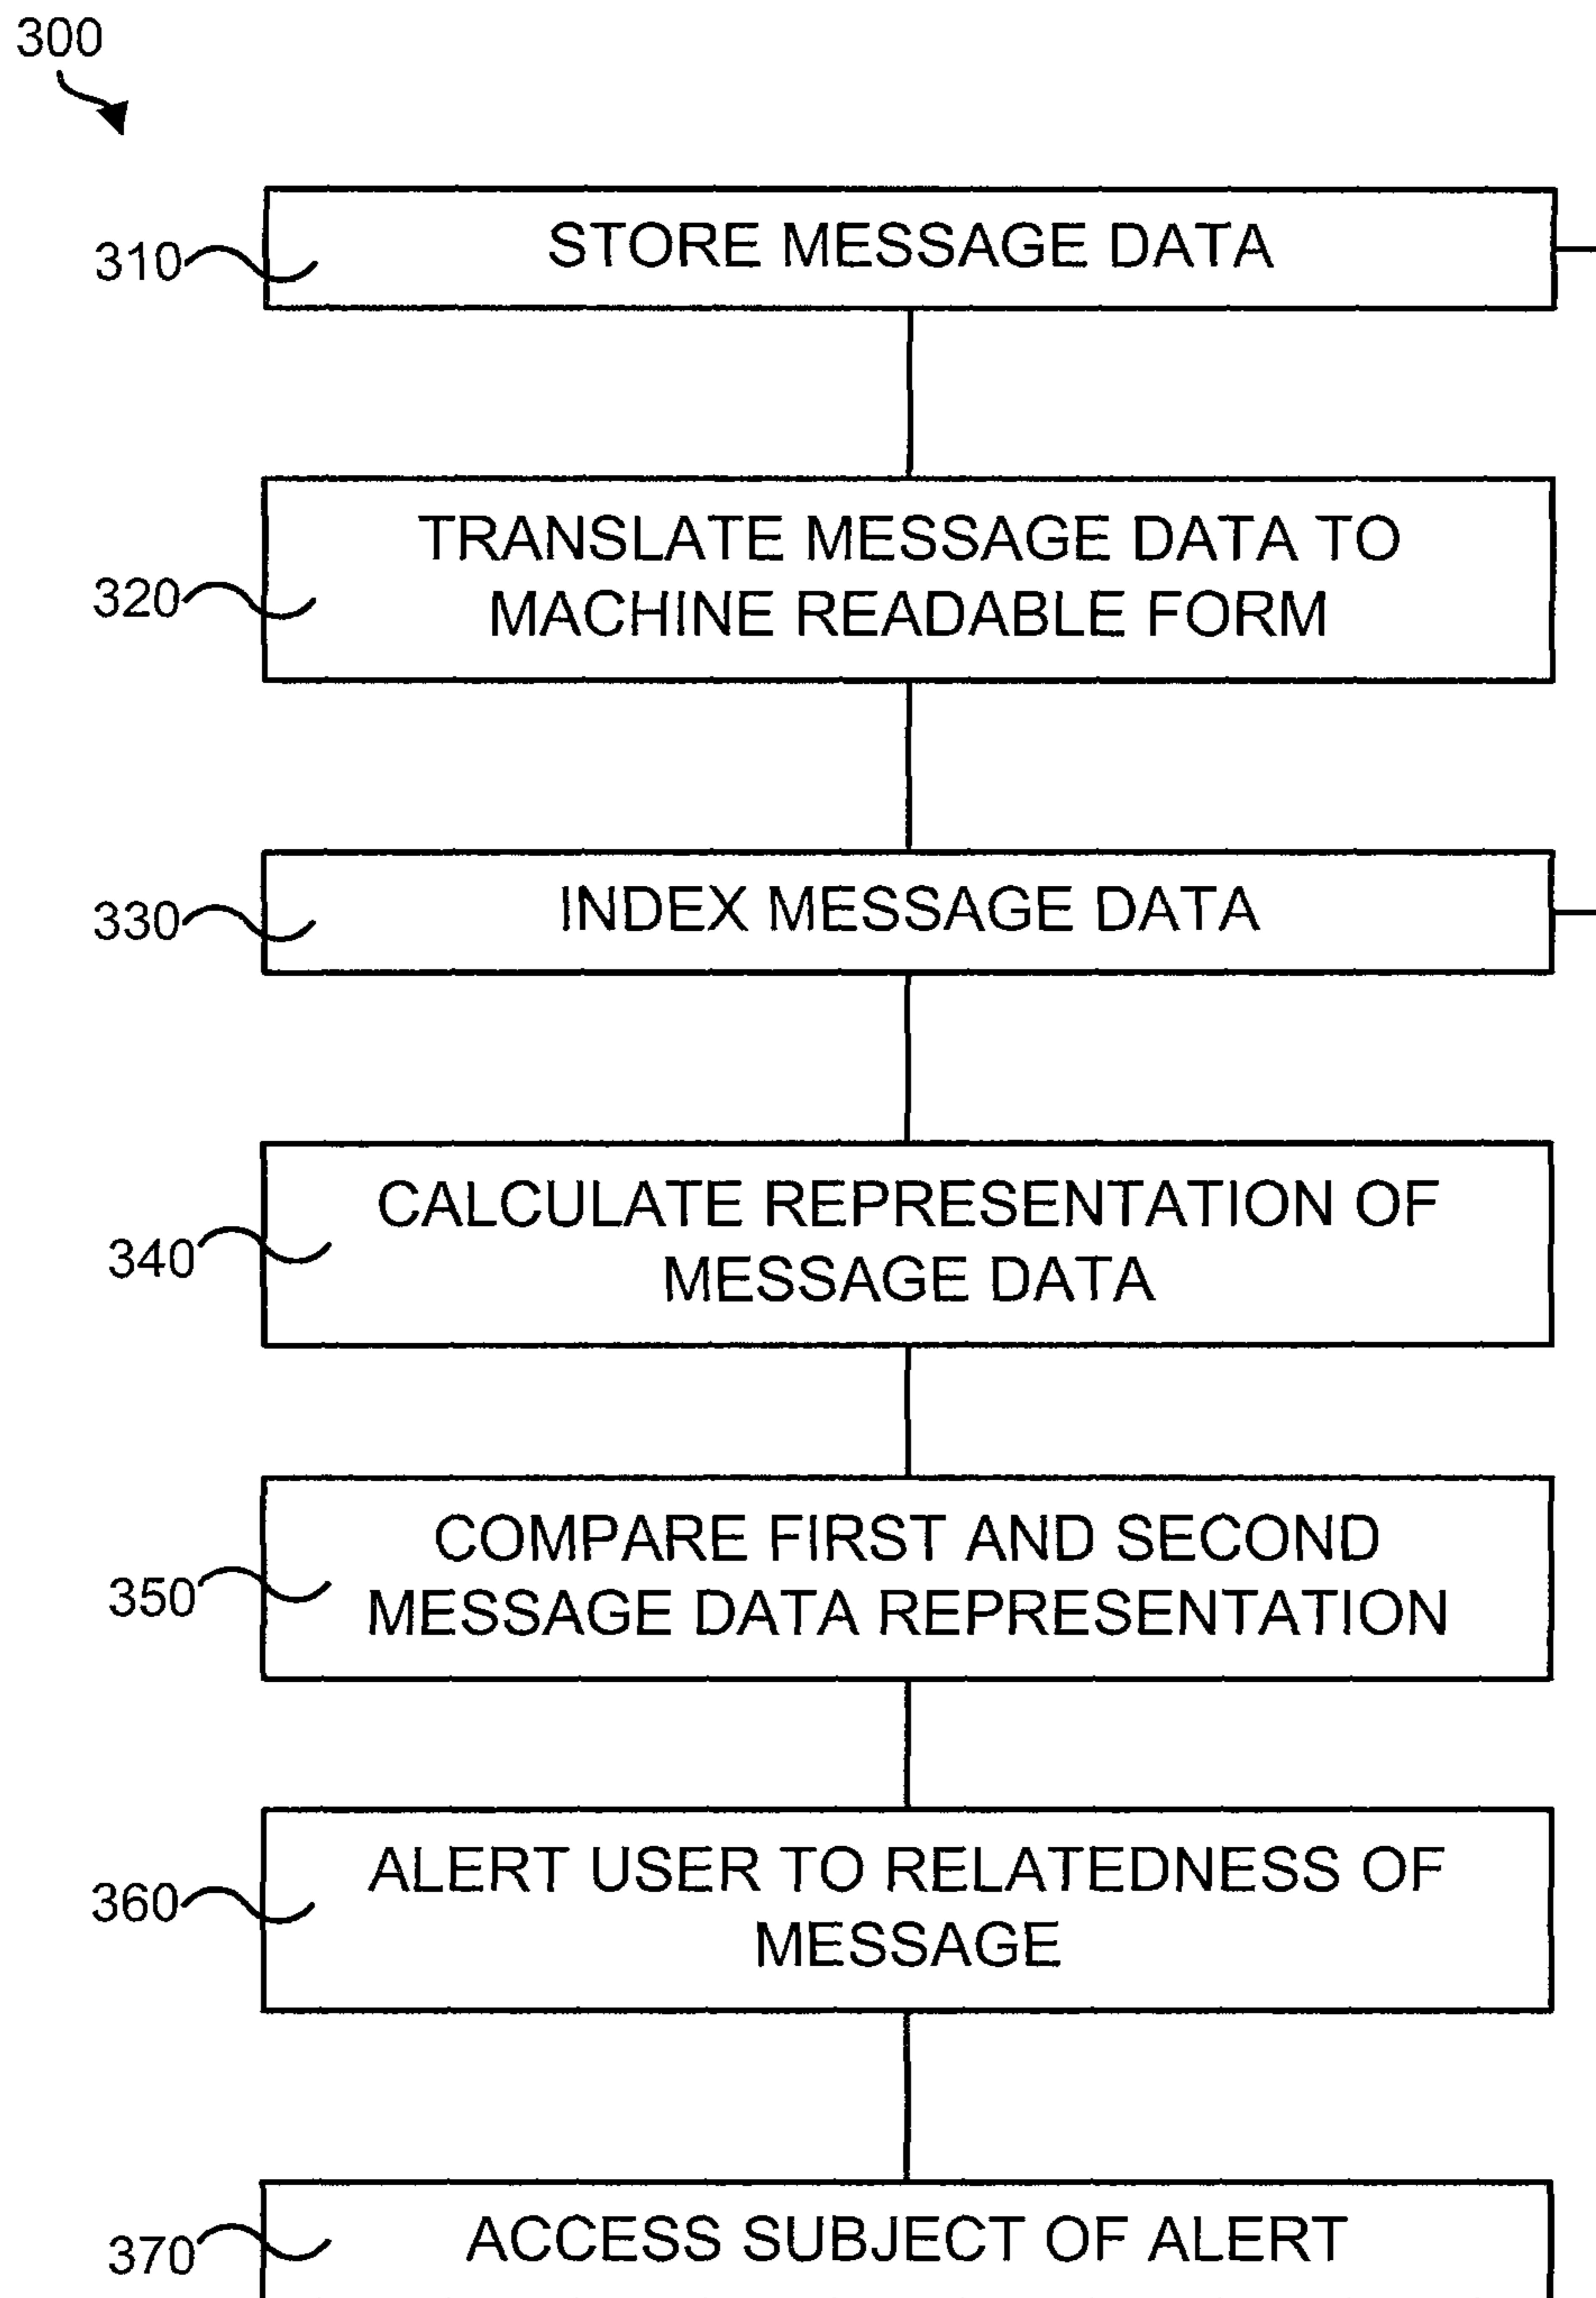 300
310
STORE MESSAGE DATA
320
TRANSLATE MESSAGE DATA TO
MACHINE READABLE FORM
330
INDEX MESSAGE DATA
340
CALCULATE REPRESENTATION OF
MESSAGE DATA
350
COMPARE FIRST AND SECOND
MESSAGE DATA REPRESENTATION
360
ALERT USER TO RELATEDNESS OF
MESSAGE
370
ACCESS SUBJECT OF ALERT